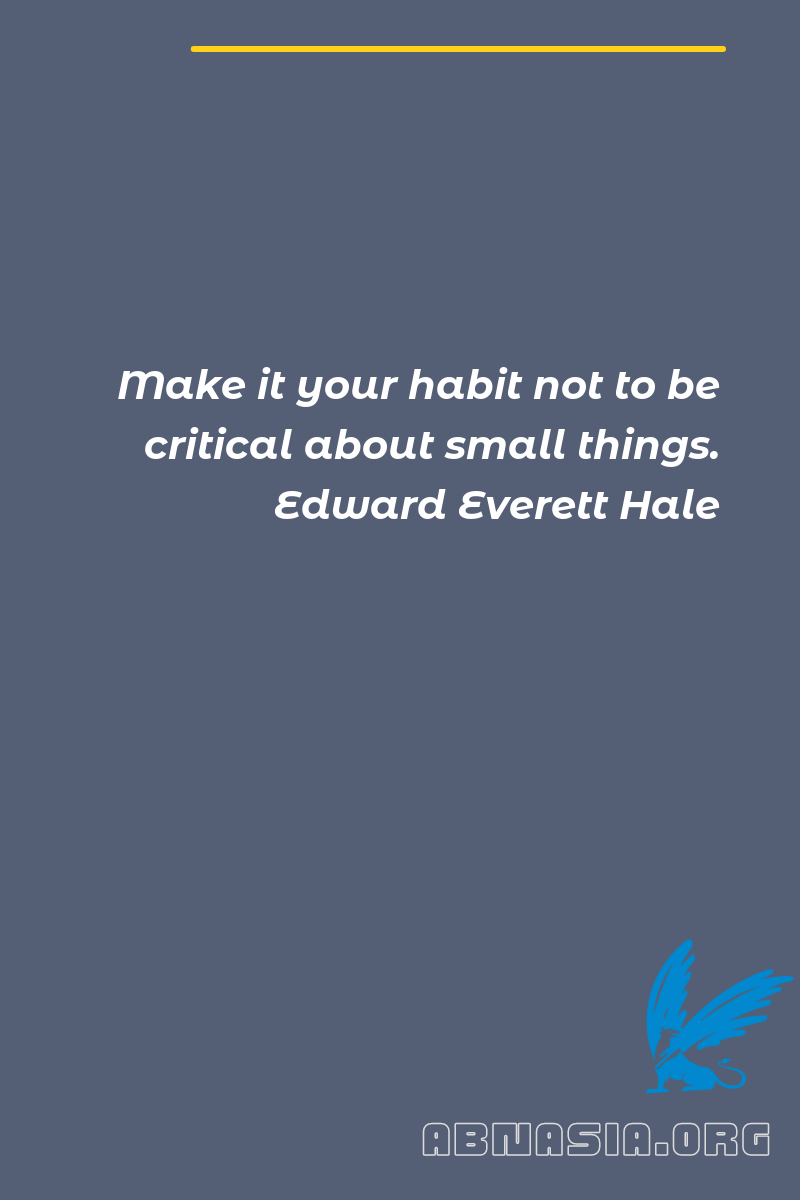 Make it your habit not to be
critical about small things.
Edward Everett Hale
ABNASIA.ORG